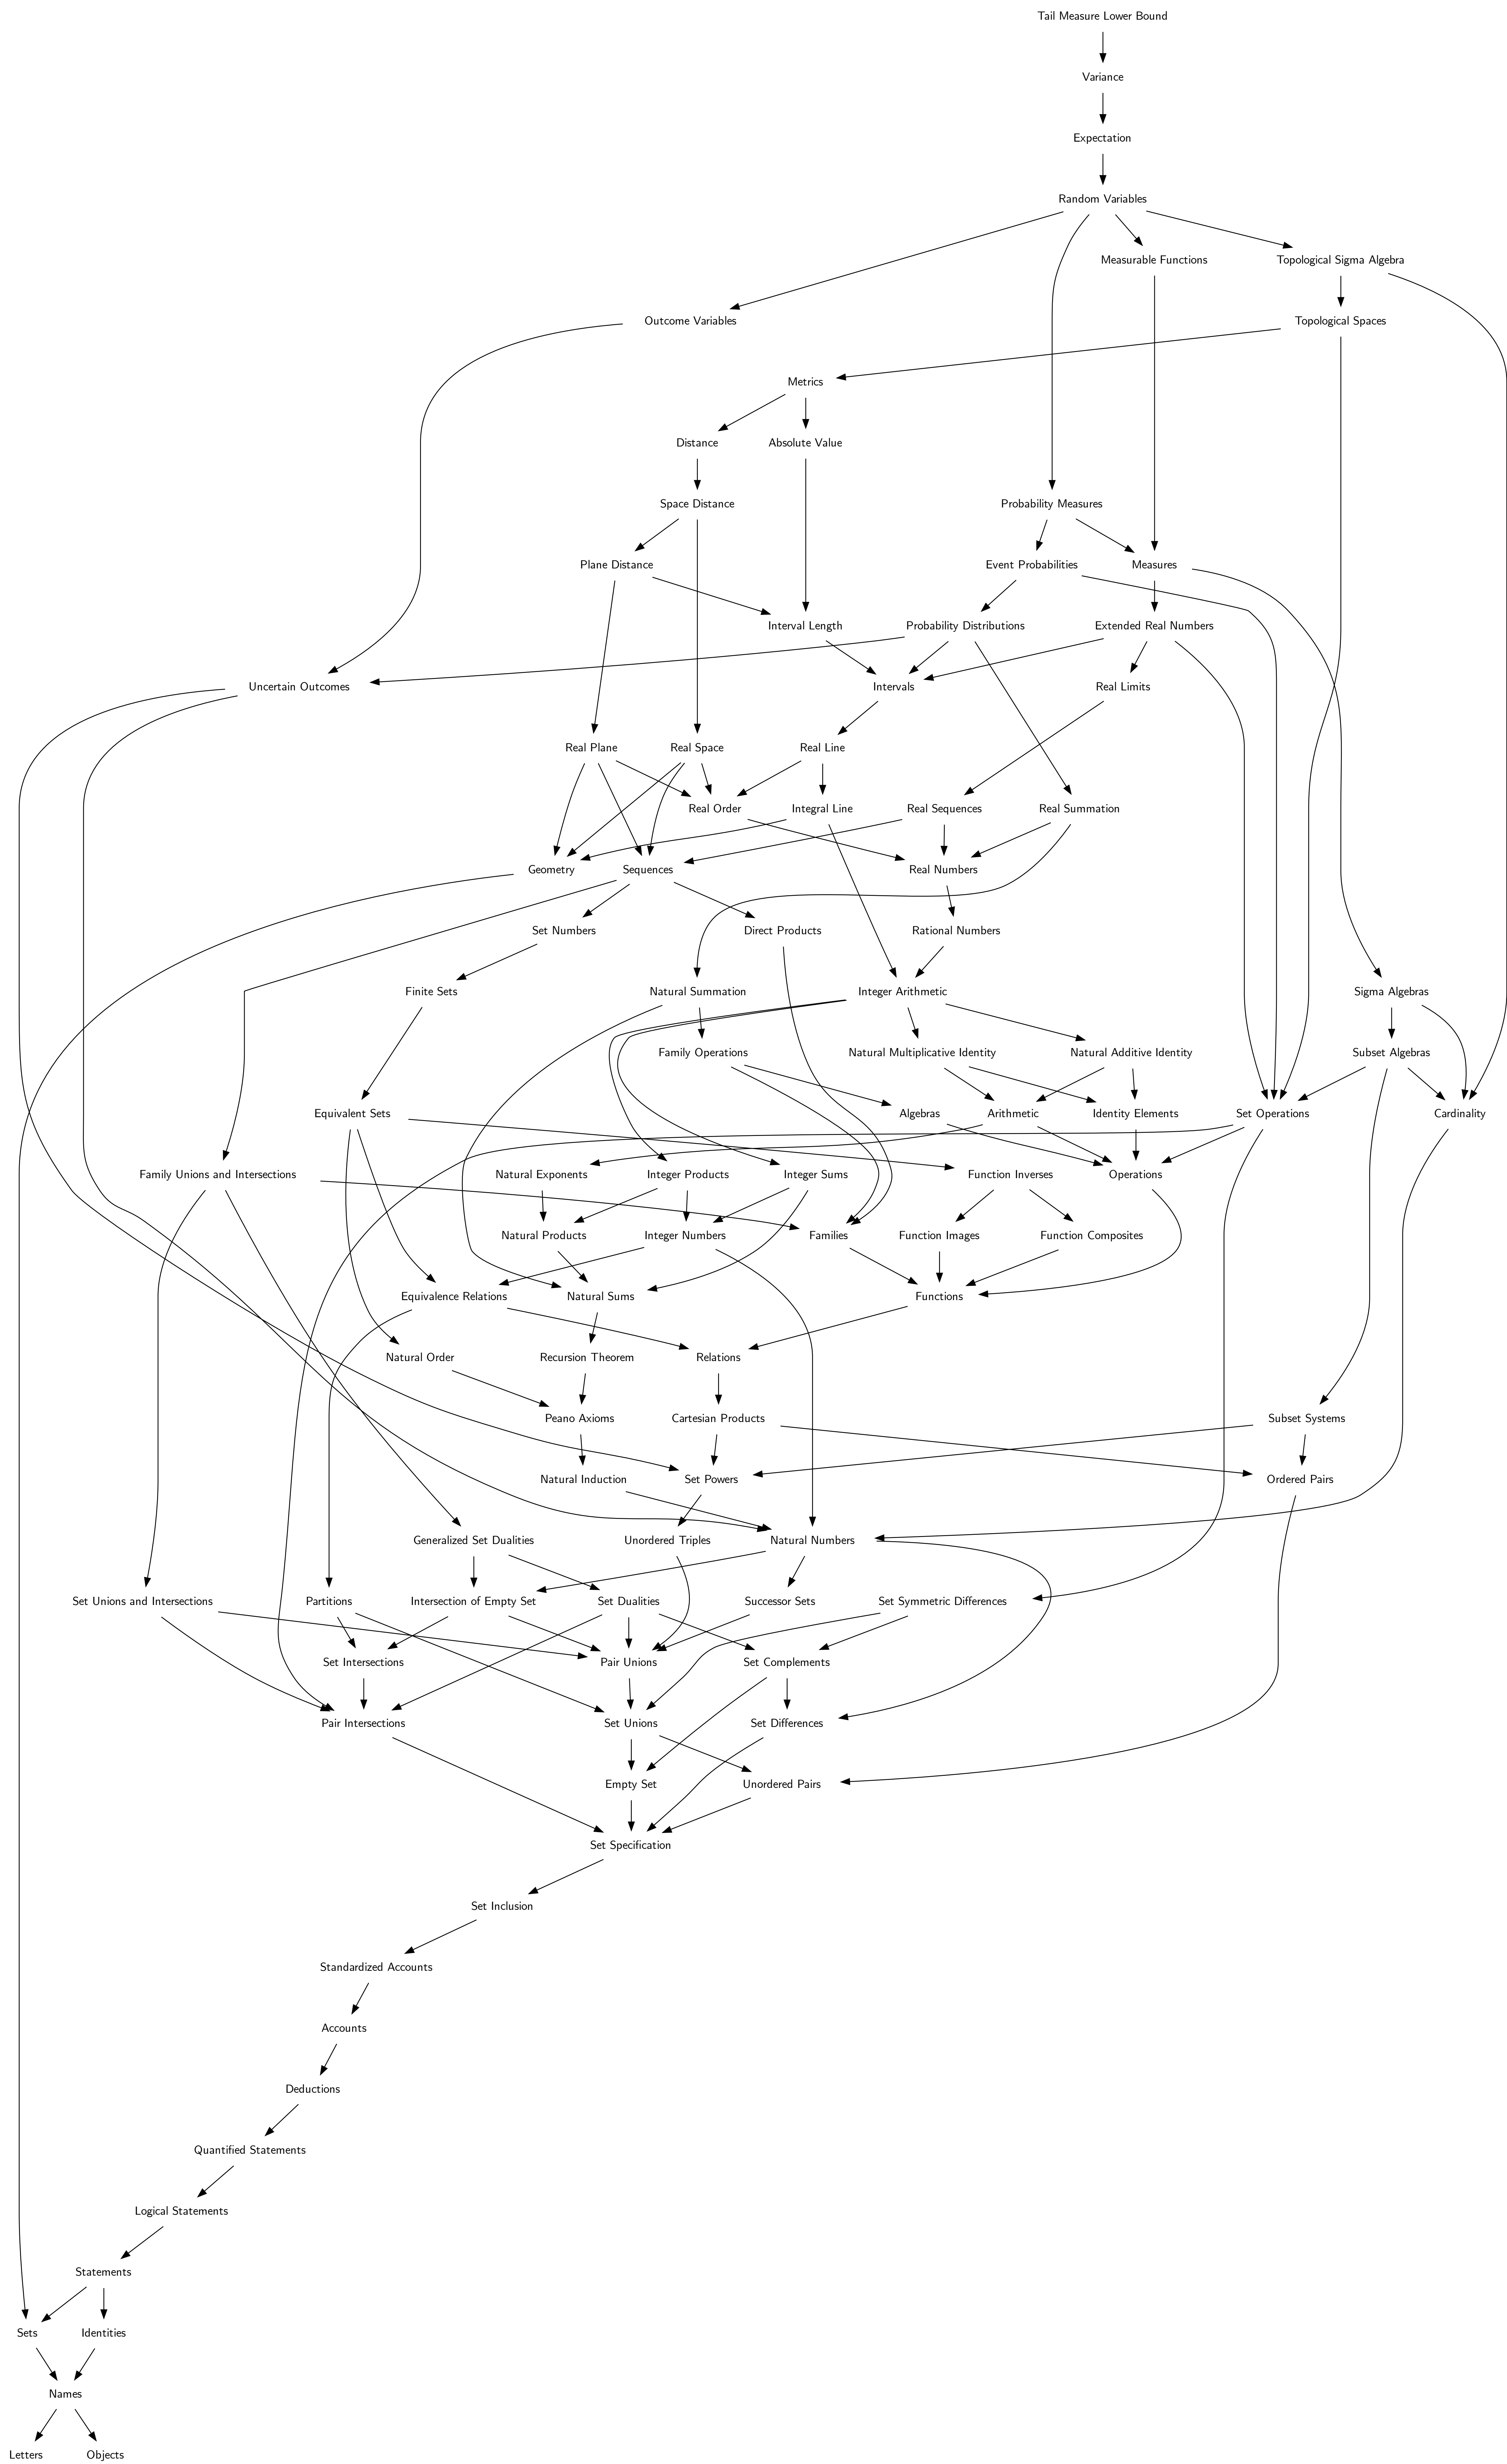 Tail Measure Lower Bound
Variance
Expectation
Random Variables
Measurable Functions
Topological Sigma Algebra
Outcome Variables
Topological Spaces
Metrics
Distance
Absolute Value
Space Distance
Probability Measures
Plane Distance
Event Probabilities
Measures
Interval Length
Probability Distributions
Extended Real Numbers
Uncertain Outcomes
Intervals
Real Limits
Real Plane
Real Space
Real Line
Real Order
Integral Line
Real Sequences
Real Summation
Geometry
Sequences
Real Numbers
Set Numbers
Direct Products
Rational Numbers
Finite Sets
Natural Summation
Integer Arithmetic
Sigma Algebras
Family Operations
Natural Multiplicative Identity
Natural Additive Identity
Subset Algebras
Equivalent Sets
Algebras
Arithmetic
Identity Elements
Set Operations
Cardinality
Family Unions and Intersections
Natural Exponents
Integer Products
Integer Sums
Function Inverses
Operations
Natural Products
Integer Numbers
Families
Function Images
Function Composites
Equivalence Relations
Natural Sums
Functions
Natural Order
Recursion Theorem
Relations
Peano Axioms
Cartesian Products
Subset Systems
Natural Induction
Set Powers
Ordered Pairs
Generalized Set Dualities
Unordered Triples
Natural Numbers
Set Unions and Intersections
Partitions
Intersection of Empty Set
Set Dualities
Successor Sets
Set Symmetric Differences
Set Intersections
Pair Unions
Set Complements
Pair Intersections
Set Unions
Set Differences
Empty Set
Unordered Pairs
Set Specification
Set Inclusion
Standardized Accounts
Accounts
Deductions
Quantified Statements
Logical Statements
Statements
Sets
Identities
Names
Letters
Objects